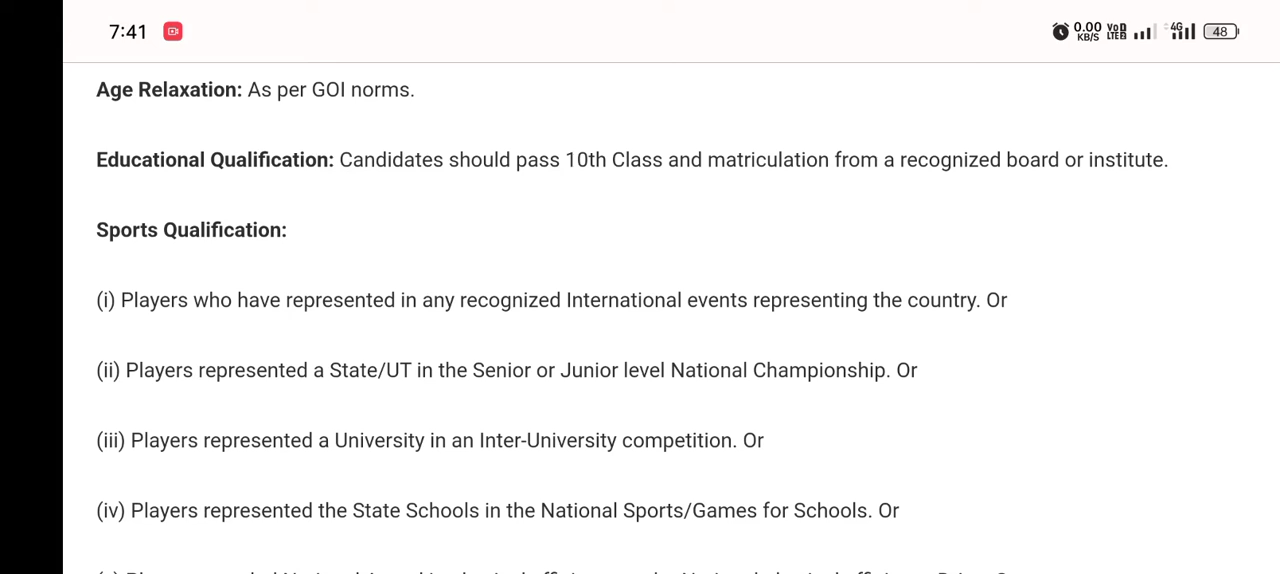 7:41 0.00 KB/S VoD LTE2 4G 48
Age Relaxation: As per GOI norms.
Educational Qualification: Candidates should pass 10th Class and matriculation from a recognized board or institute.
Sports Qualification:
(i) Players who have represented in any recognized International events representing the country. Or
(ii) Players represented a State/UT in the Senior or Junior level National Championship. Or
(iii) Players represented a University in an Inter-University competition. Or
(iv) Players represented the State Schools in the National Sports/Games for Schools. Or